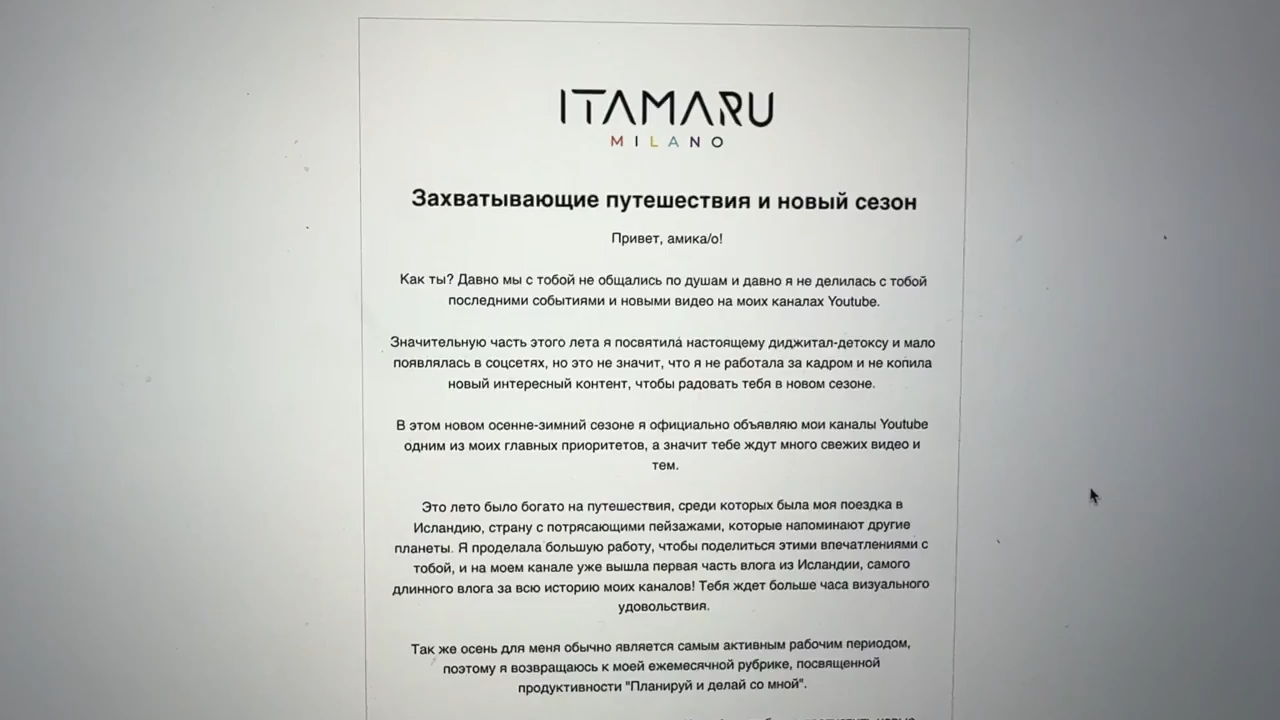 ITAMARU
MILANO
Захватывающие путешествия и новый сезон
Привет, амика/о!
Как ты? Давно мы с тобой не общались по душам и давно я не делилась с тобой
последними событиями и новыми видео на моих каналах Youtube.
Значительную часть этого лета я посвятила настоящему диджитал-детоксу и мало
появлялась в соцсетях, но это не значит, что я не работала за кадром и не копила
новый интересный контент, чтобы радовать тебя в новом сезоне.
В этом новом осенне-зимний сезоне я официально объявляю мои каналы Youtube
одним из моих главных приоритетов, а значит тебе ждут много свежих видео и
тем.
Это лето было богато на путешествия, среди которых была моя поездка в
Исландию, страну с потрясающими пейзажами, которые напоминают другие
планеты. Я проделала большую работу, чтобы поделиться этими впечатлениями с
тобой, и на моем канале уже вышла первая часть влога из Исландии, самого
длинного влога за всю историю моих каналов! Тебя ждет больше часа визуального
удовольствия.
Так же осень для меня обычно является самым активным рабочим периодом,
поэтому я возвращаюсь к моей ежемесячной рубрике, посвященной
продуктивности "Планируй и делай со мной".